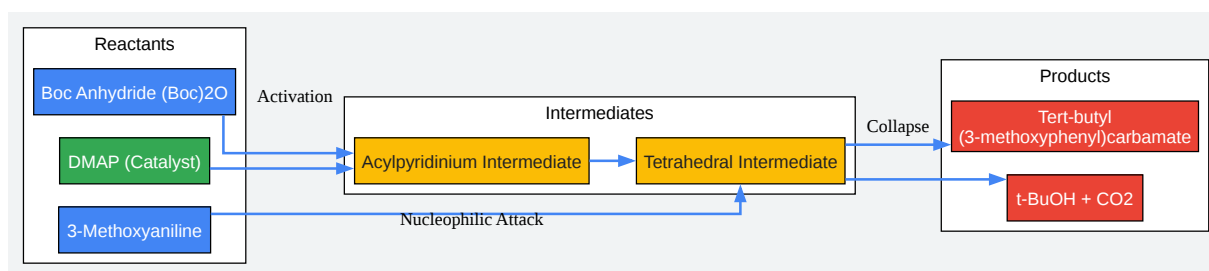 Reactants
Boc Anhydride (Boc)2O
DMAP (Catalyst)
3-Methoxyaniline
Activation
Nucleophilic Attack
Intermediates
Acylpyridinium Intermediate
Tetrahedral Intermediate
Collapse
Products
Tert-butyl
(3-methoxyphenyl)carbamate
t-BuOH + CO2